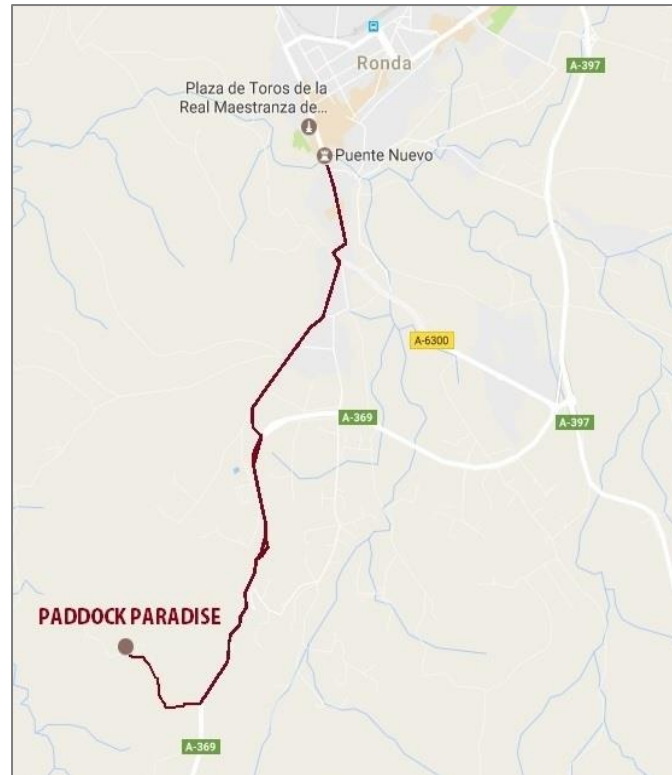 Ronda
A-397
Plaza de Toros de la
Real Maestranza de...
Puente Nuevo
A-6300
A-369
A-397
PADDOCK PARADISE
A-369